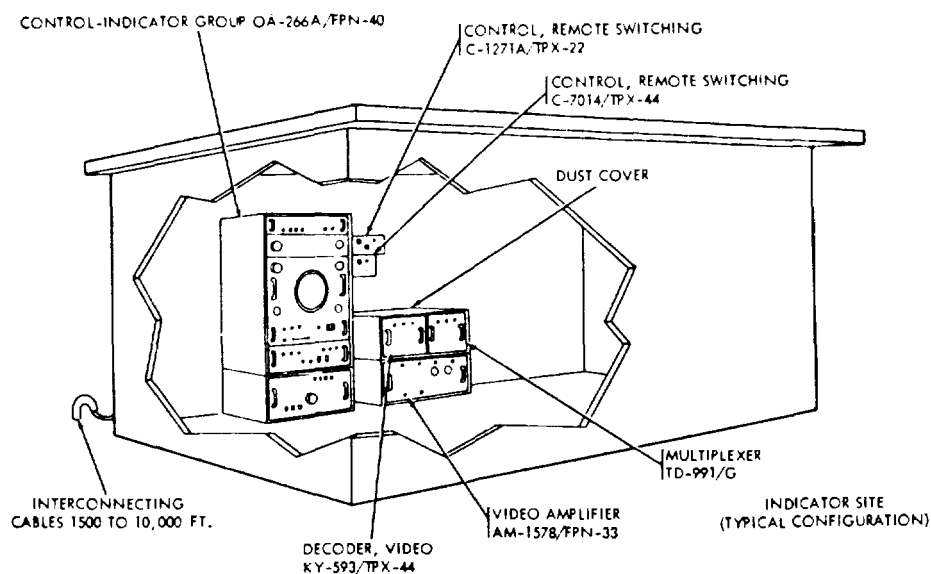 CONTROL-INDICATOR GROUP OA-266A/FPN-40
CONTROL, REMOTE SWITCHING
C-1271A/TPX-22
CONTROL, REMOTE SWITCHING
C-7014/TPX-44
DUST COVER
MULTIPLEXER
TD-991/G
INTERCONNECTING
CABLES 1500 TO 10,000 FT.
VIDEO AMPLIFIER
AM-1578/FPN-33
INDICATOR SITE
(TYPICAL CONFIGURATION)
DECODER, VIDEO
KY-593/TPX-44